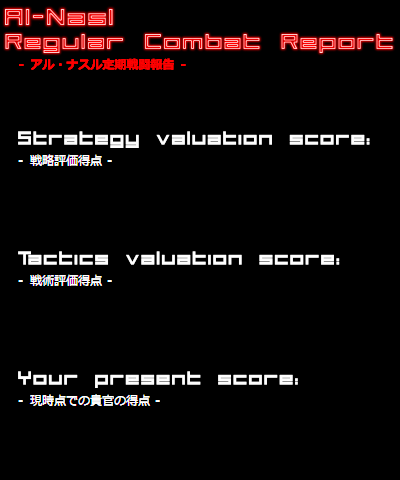 Al-Nasl
Regular Combat Report
- アル・ナスル定期戦闘報告 -
Strategy valuation score:
- 戦略評価得点 -
Tactics valuation score:
- 戦術評価得点 -
Your present score:
- 現時点での貴官の得点 -